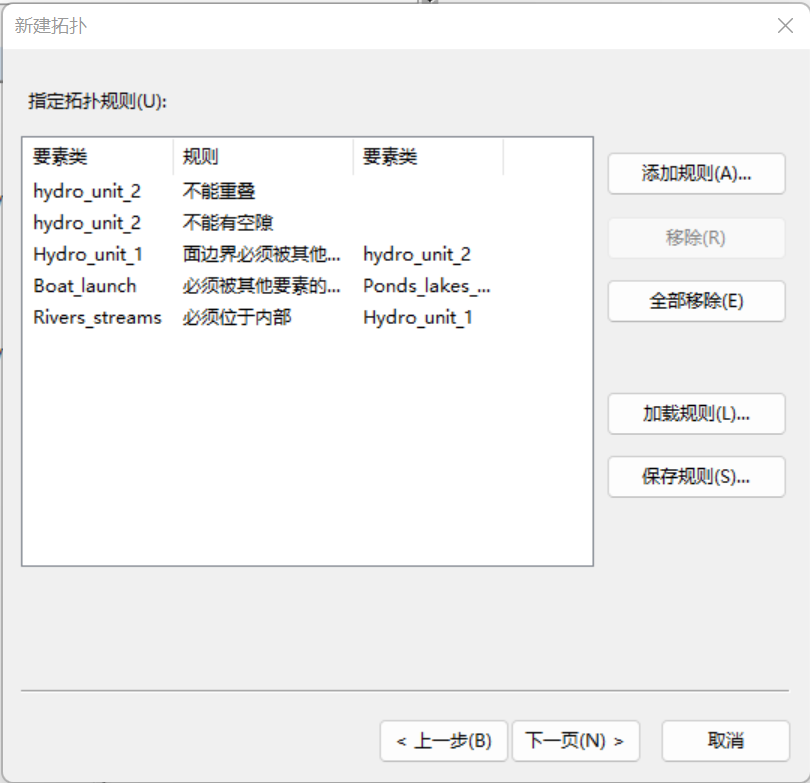 新建拓扑
指定拓扑规则(U):
要素类 规则 要素类
hydro_unit_2 不能重叠
hydro_unit_2 不能有空隙
Hydro_unit_1 面边界必须被其他... hydro_unit_2
Boat_launch 必须被其他要素的... Ponds_lakes_...
Rivers_streams 必须位于内部 Hydro_unit_1
添加规则(A)...
移除(R)
全部移除(E)
加载规则(L)...
保存规则(S)...
< 上一步(B) 下一页(N) > 取消